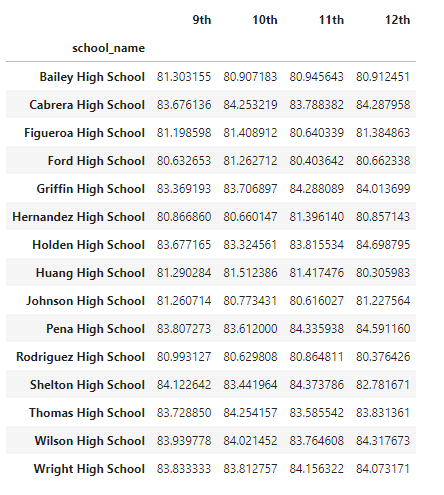 9th 10th 11th 12th
school_name
Bailey High School 81.303155 80.907183 80.945643 80.912451
Cabrera High School 83.676136 84.253219 83.788382 84.287958
Figueroa High School 81.198598 81.408912 80.640339 81.384863
Ford High School 80.632653 81.262712 80.403642 80.662338
Griffin High School 83.369193 83.706897 84.288089 84.013699
Hernandez High School 80.866860 80.660147 81.396140 80.857143
Holden High School 83.677165 83.324561 83.815534 84.698795
Huang High School 81.290284 81.512386 81.417476 80.305983
Johnson High School 81.260714 80.773431 80.616027 81.227564
Pena High School 83.807273 83.612000 84.335938 84.591160
Rodriguez High School 80.993127 80.629808 80.864811 80.376426
Shelton High School 84.122642 83.441964 84.373786 82.781671
Thomas High School 83.728850 84.254157 83.585542 83.831361
Wilson High School 83.939778 84.021452 83.764608 84.317673
Wright High School 83.833333 83.812757 84.156322 84.073171